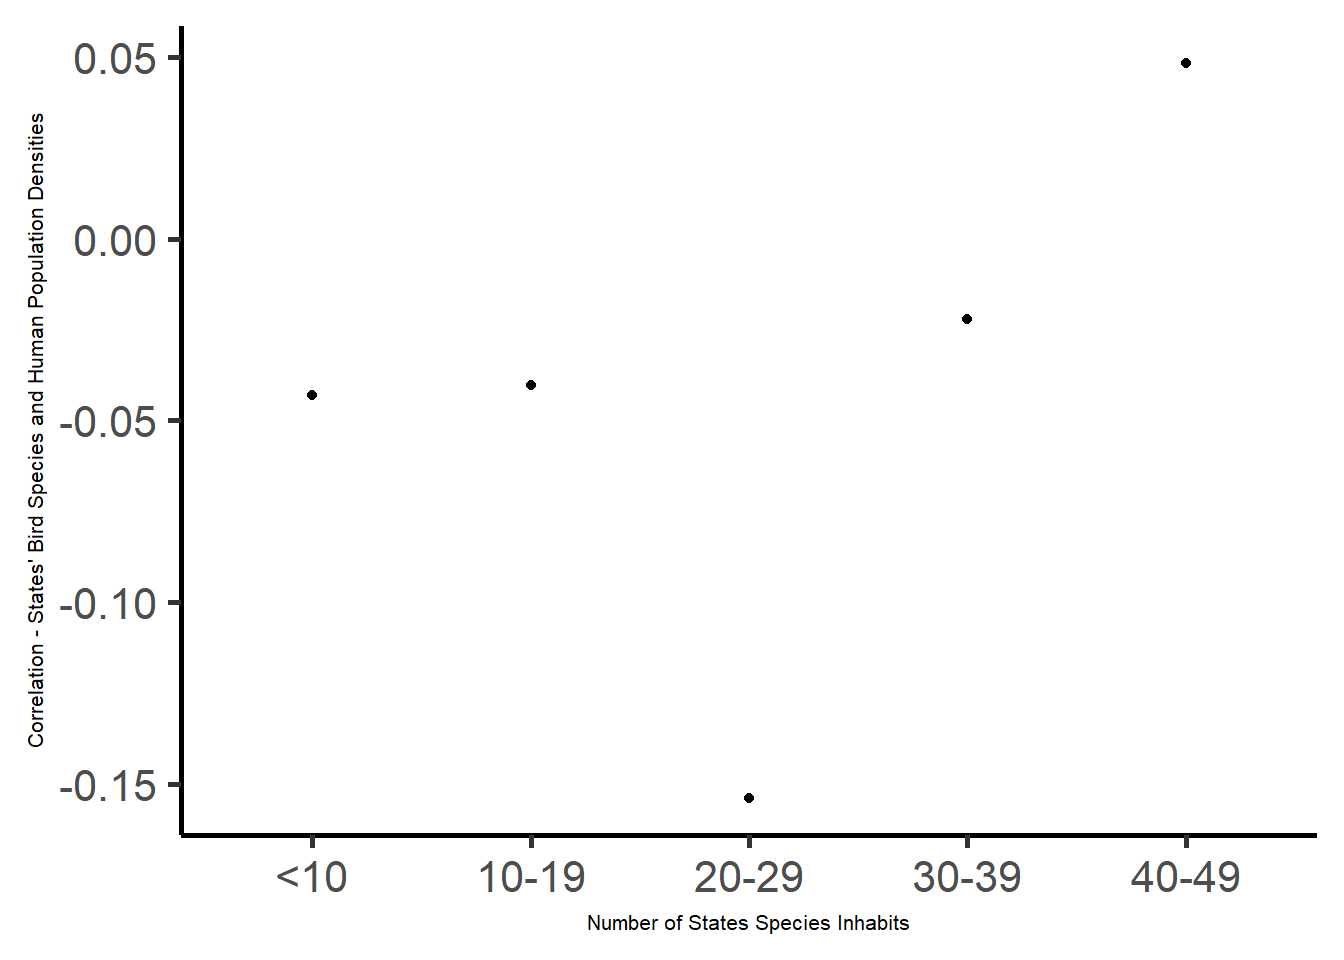 Correlation - States' Bird Species and Human Population Densities
0.05
0.00
-0.05
-0.10
-0.15
<10 10-19 20-29 30-39 40-49
Number of States Species Inhabits